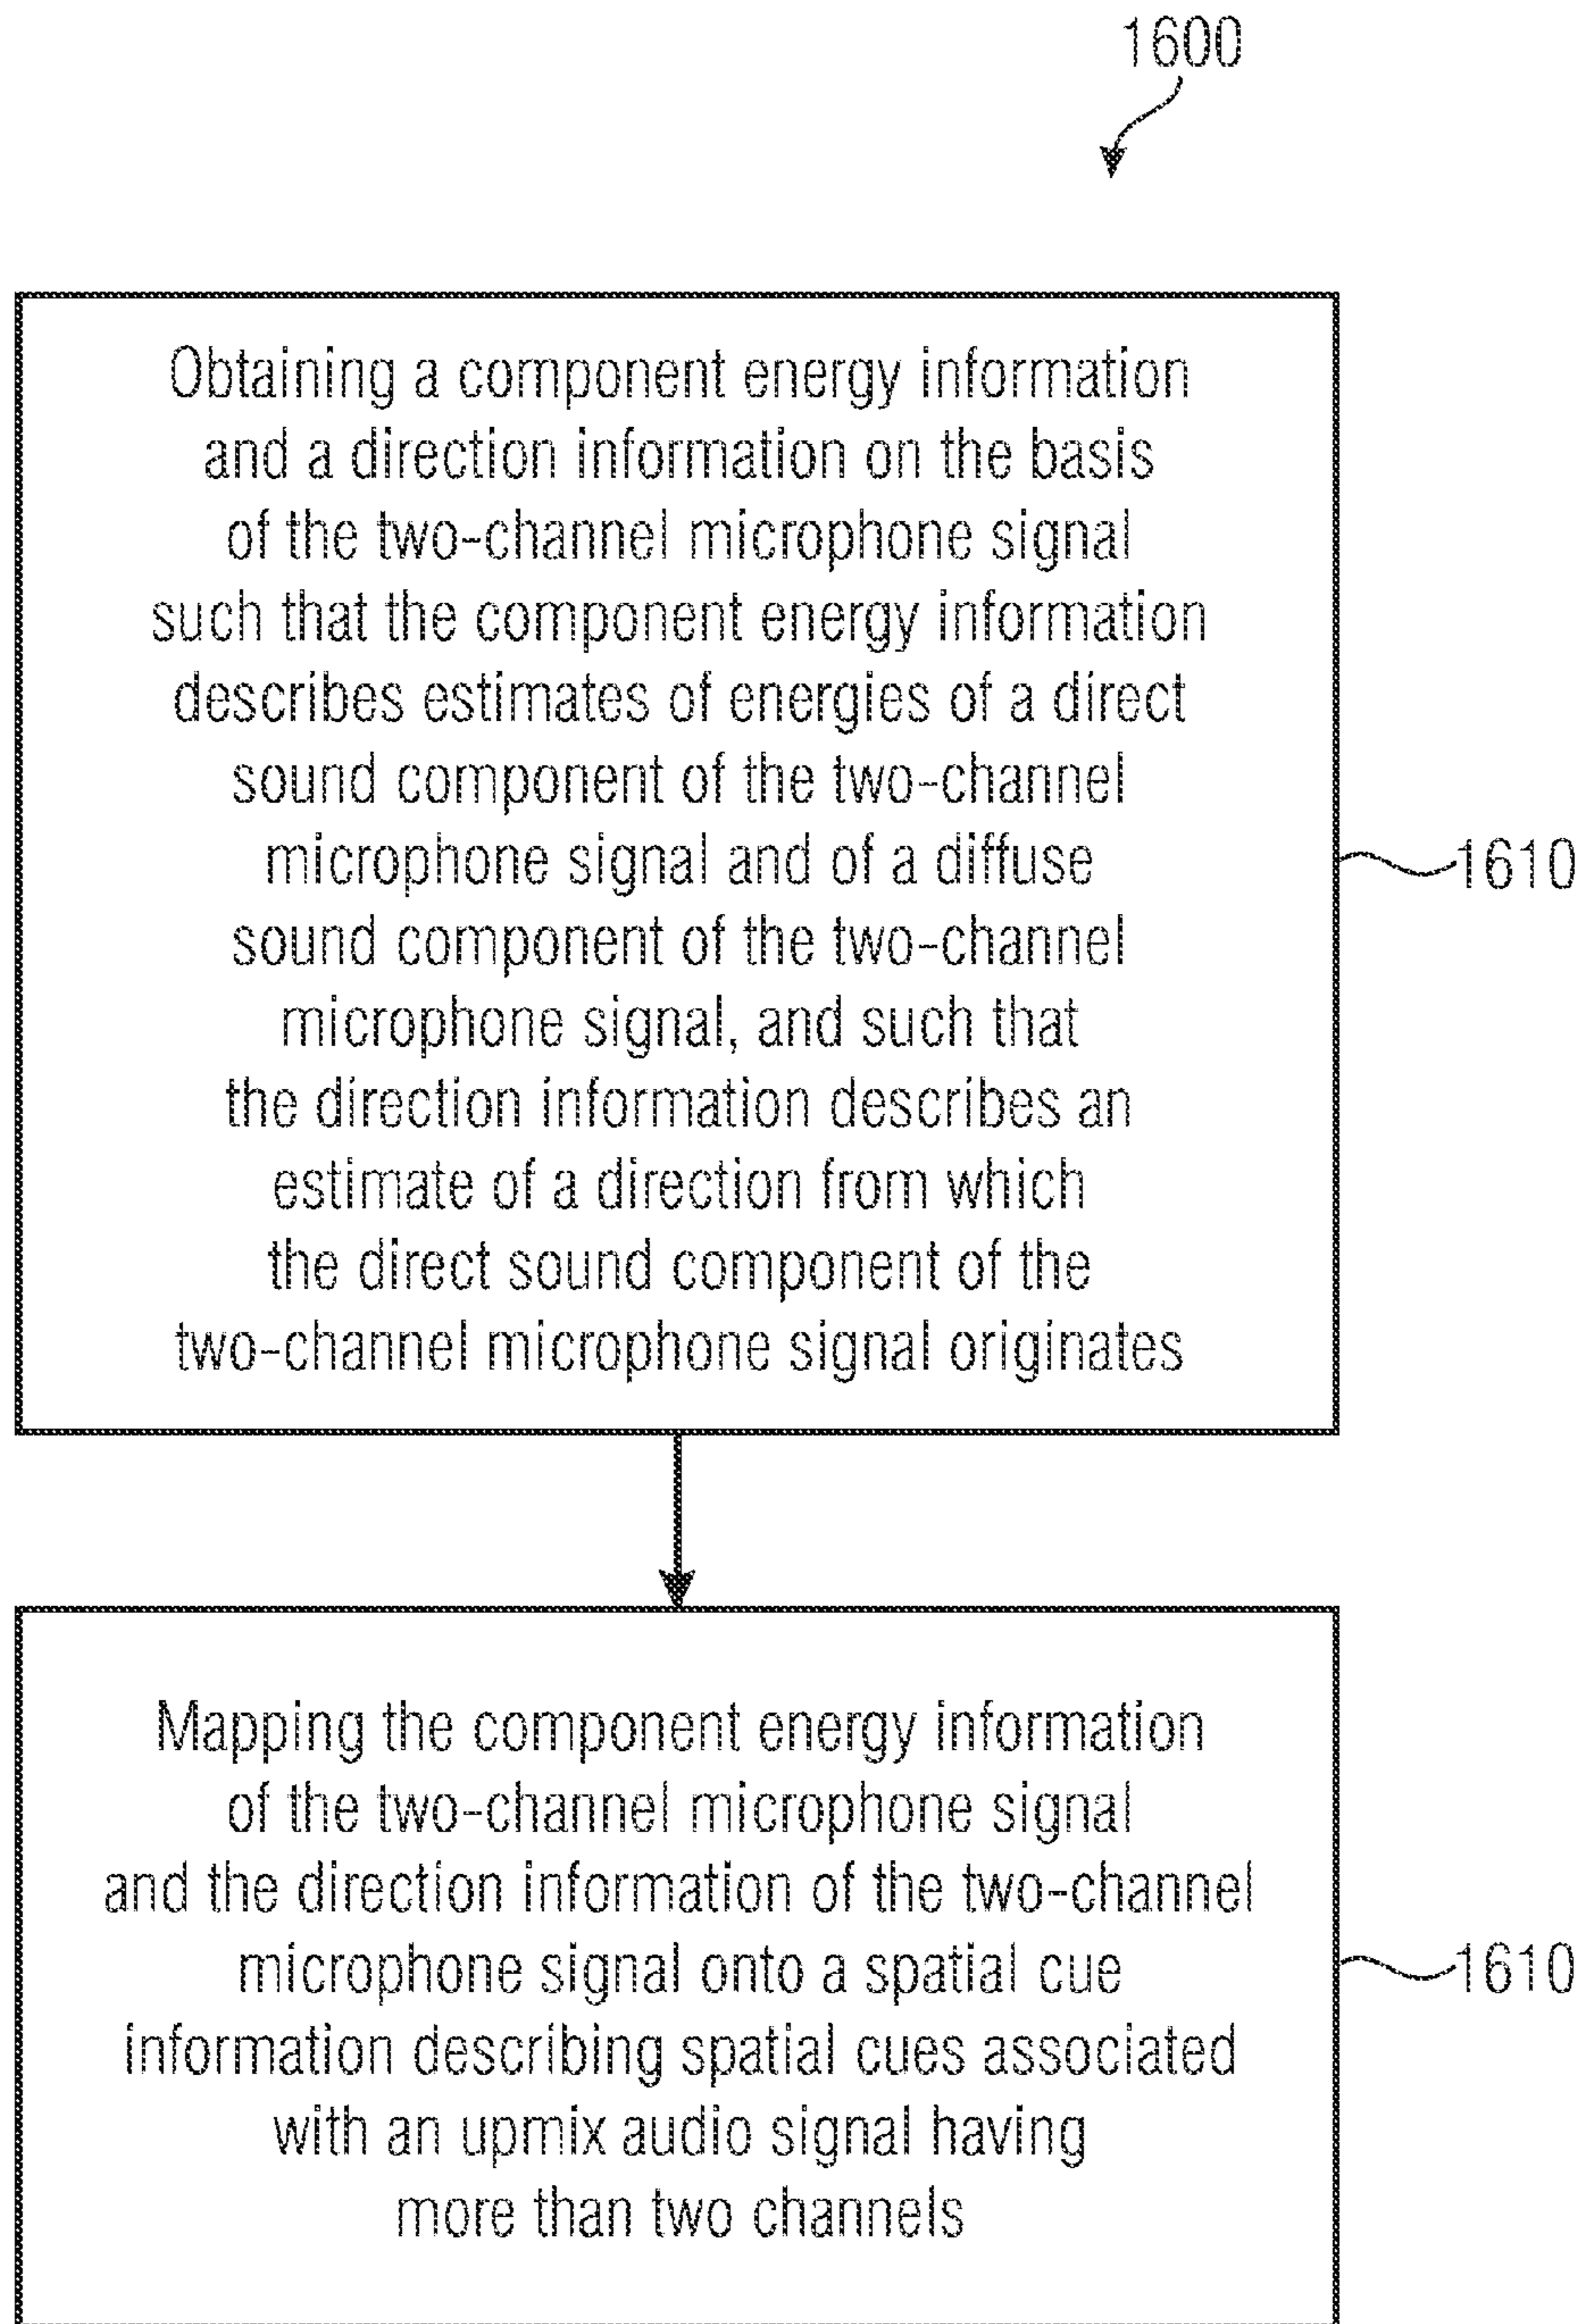 1600
Obtaining a component energy information
and a direction information on the basis
of the two-channel microphone signal
such that the component energy information
describes estimates of energies of a direct
sound component of the two-channel
microphone signal and of a diffuse
sound component of the two-channel
microphone signal, and such that
the direction information describes an
estimate of a direction from which
the direct sound component of the
two-channel microphone signal originates
1610
Mapping the component energy information
of the two-channel microphone signal
and the direction information of the two-channel
microphone signal onto a spatial cue
information describing spatial cues associated
with an upmix audio signal having
more than two channels
1610